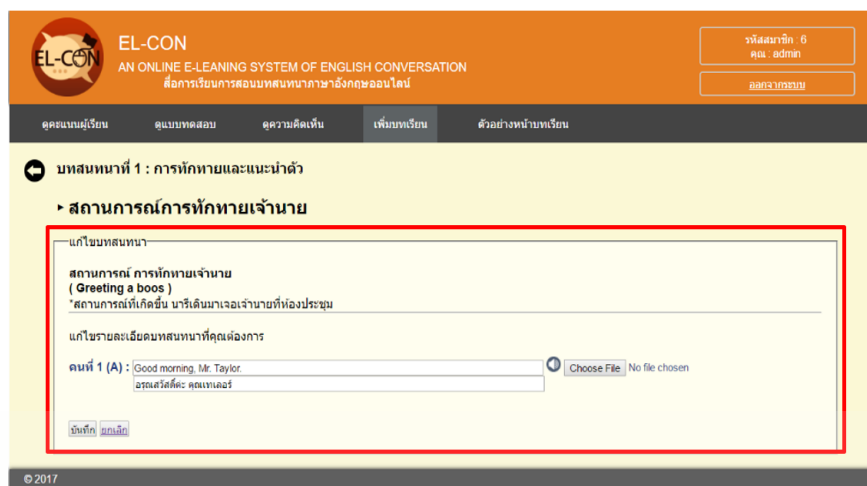 EL-CON
EL-CON
AN ONLINE E-LEANING SYSTEM OF ENGLISH CONVERSATION
สื่อการเรียนการสอนบทสนทนาภาษาอังกฤษออนไลน์
รหัสสมาชิก : 6
คุณ : admin
ออกจากระบบ
ดูคะแนนผู้เรียน ดูแบบทดสอบ ดูความคิดเห็น เพิ่มบทเรียน ตัวอย่างหน้าบทเรียน
บทสนทนาที่ 1 : การทักทายและแนะนำตัว
สถานการณ์การทักทายเจ้านาย
แก้ไขบทสนทนา
สถานการณ์ การทักทายเจ้านาย
( Greeting a boos )
*สถานการณ์ที่เกิดขึ้น นารีเดินมาเจอเจ้านายที่ห้องประชุม
แก้ไขรายละเอียดบทสนทนาที่คุณต้องการ
คนที่ 1 (A) : Good morning, Mr. Taylor. Choose File No file chosen
อรุณสวัสดิ์ค่ะ คุณเทเลอร์
บันทึก ยกเลิก
© 2017